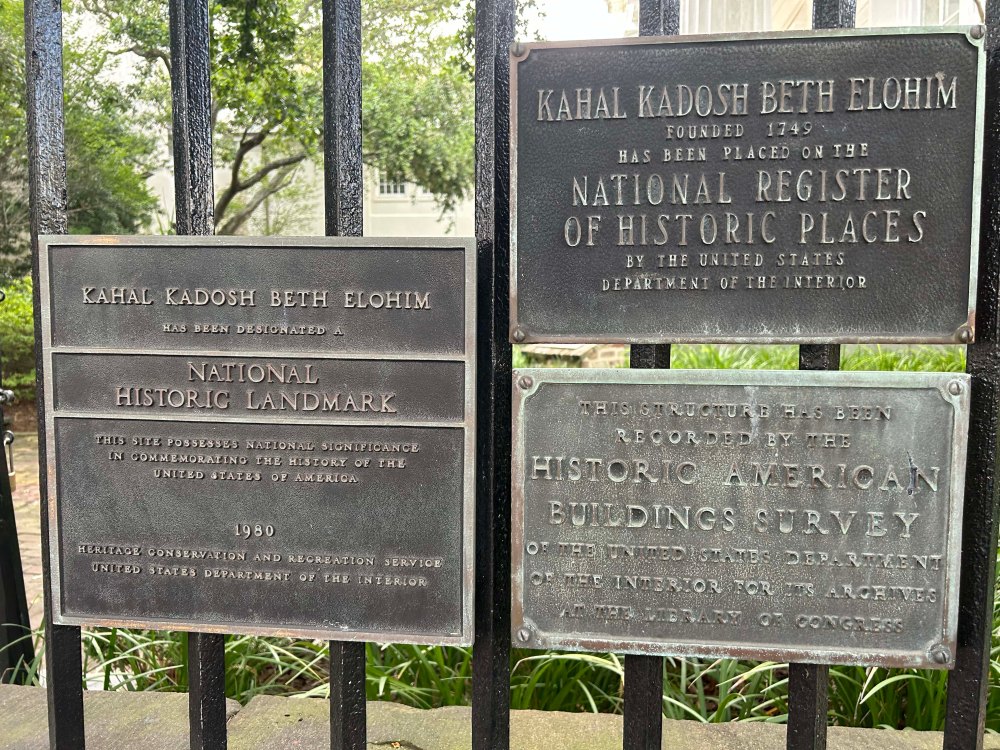 KAHAL KADOSH BETH ELOHIM
HAS BEEN DESIGNATED A
NATIONAL
HISTORIC LANDMARK
THIS SITE POSSESSES NATIONAL SIGNIFICANCE
IN COMMEMORATING THE HISTORY OF THE
UNITED STATES OF AMERICA
1980
HERITAGE CONSERVATION AND RECREATION SERVICE
UNITED STATES DEPARTMENT OF THE INTERIOR
KAHAL KADOSH BETH ELOHIM
FOUNDED 1749
HAS BEEN PLACED ON THE
NATIONAL REGISTER
OF HISTORIC PLACES
BY THE UNITED STATES
DEPARTMENT OF THE INTERIOR
THIS STRUCTURE HAS BEEN
RECORDED BY THE
HISTORIC AMERICAN
BUILDINGS SURVEY
OF THE UNITED STATES DEPARTMENT
OF THE INTERIOR FOR ITS ARCHIVES
AT THE LIBRARY OF CONGRESS